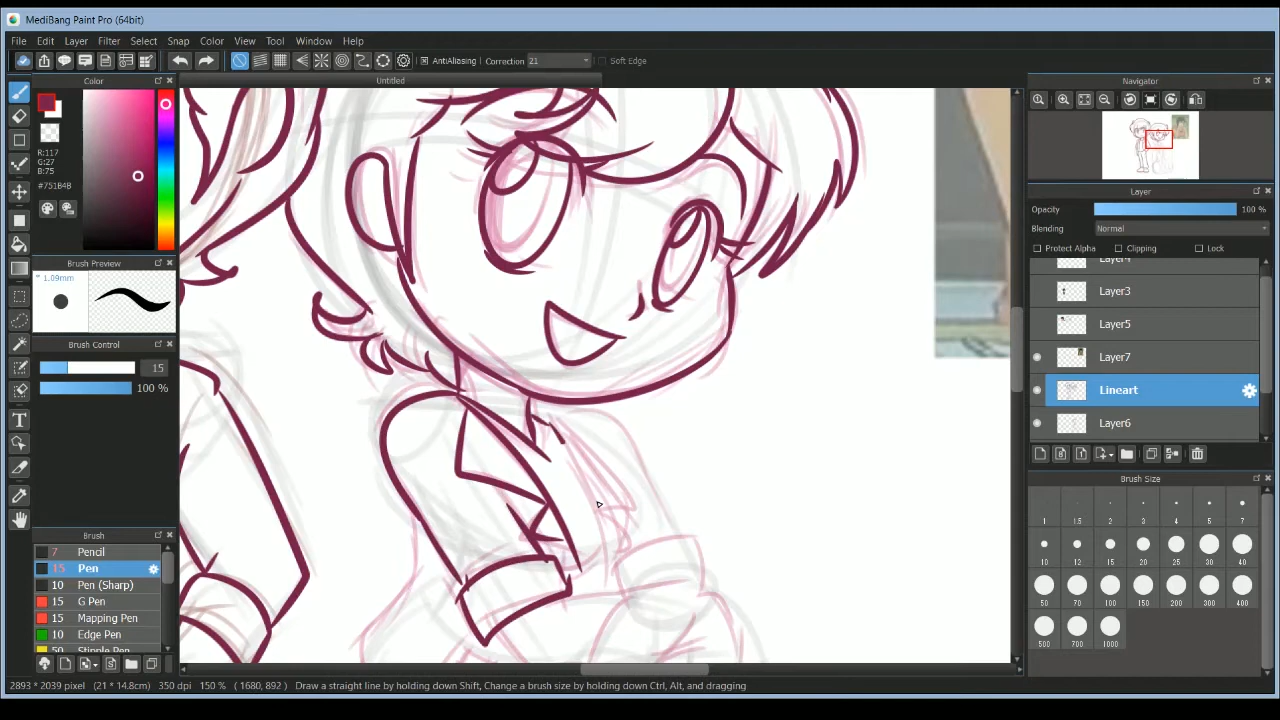 MediBang Paint Pro (64bit)
File Edit Layer Filter Select Snap Color View Tool Window Help
AntiAliasing Correction 21 Soft Edge
Color
Untitled
Navigator
R:117
G:27
B:75
#751B4B
Layer
Opacity 100 %
Blending Normal
Protect Alpha Clipping Lock
Layer4
Layer3
Layer5
Layer7
Lineart
Layer6
Brush Preview
1.09mm
Brush Control
15
100 %
Brush Size
1 1.5 2 3 4 5 7
10 12 15 20 25 30 40
50 70 100 150 200 300 400
500 700 1000
Brush
7 Pencil
15 Pen
10 Pen (Sharp)
15 G Pen
15 Mapping Pen
10 Edge Pen
50 Stipple Pen
2893 * 2039 pixel (21 * 14.8cm) 350 dpi 150 % ( 1680, 892 ) Draw a straight line by holding down Shift, Change a brush size by holding down Ctrl, Alt, and dragging